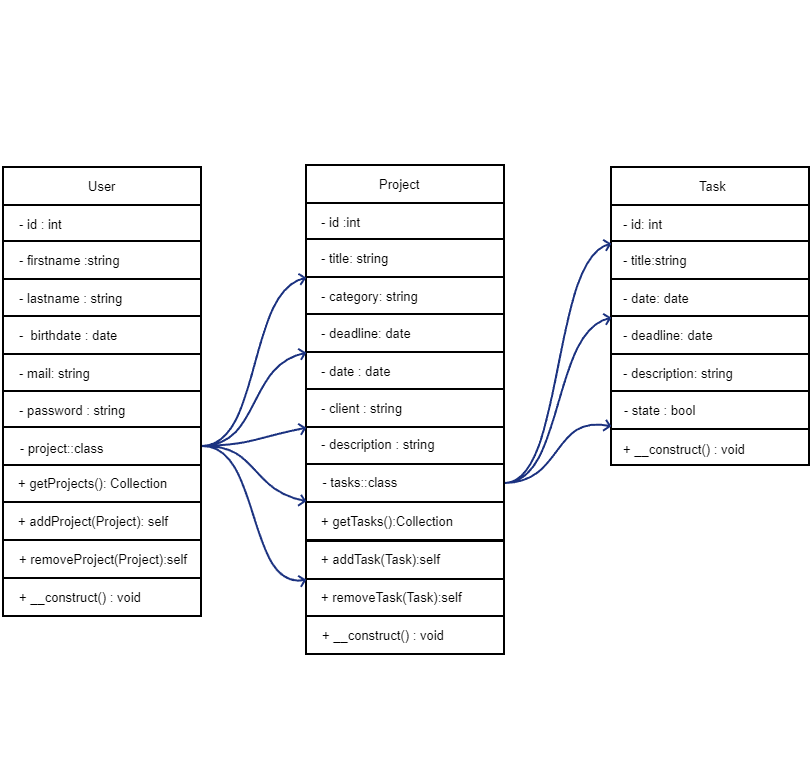 User
- id : int
- firstname :string
- lastname : string
- birthdate : date
- mail: string
- password : string
- project::class
+ getProjects(): Collection
+ addProject(Project): self
+ removeProject(Project):self
+ __construct() : void
Project
- id :int
- title: string
- category: string
- deadline: date
- date : date
- client : string
- description : string
- tasks::class
+ getTasks():Collection
+ addTask(Task):self
+ removeTask(Task):self
+ __construct() : void
Task
- id: int
- title:string
- date: date
- deadline: date
- description: string
- state : bool
+ __construct() : void